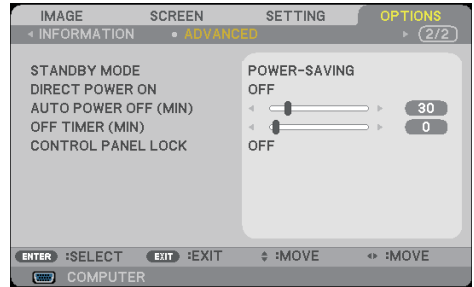 IMAGE SCREEN SETTING OPTIONS
INFORMATION ADVANCED (2/2)
STANDBY MODE POWER-SAVING
DIRECT POWER ON OFF
AUTO POWER OFF (MIN) 30
OFF TIMER (MIN) 0
CONTROL PANEL LOCK OFF
ENTER :SELECT EXIT :EXIT :MOVE :MOVE
COMPUTER